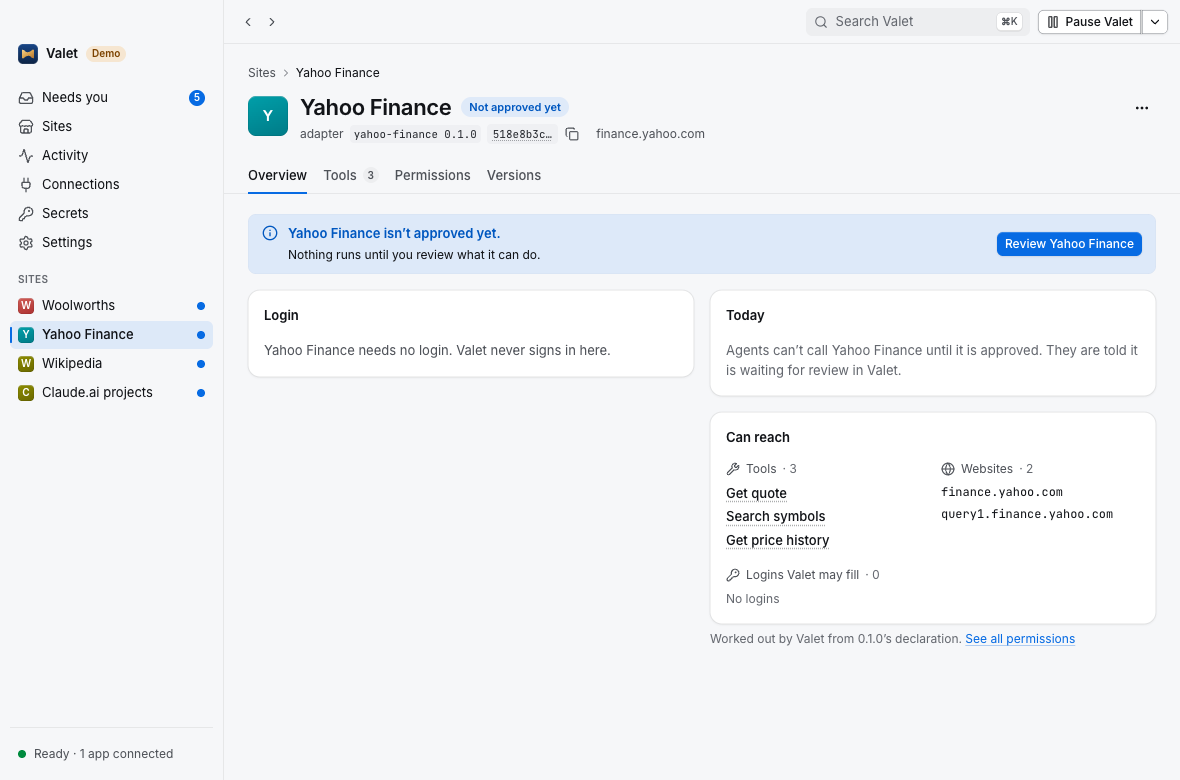 Search Valet
⌘K
Pause Valet
Valet
Demo
Needs you
5
Sites
Activity
Connections
Secrets
Settings
SITES
W
Woolworths
Y
Yahoo Finance
W
Wikipedia
C
Claude.ai projects
Ready · 1 app connected
Sites
Yahoo Finance
Y
Yahoo Finance
Not approved yet
adapter yahoo-finance 0.1.0 518e8b3c… finance.yahoo.com
Overview
Tools 3
Permissions
Versions
Yahoo Finance isn’t approved yet.
Nothing runs until you review what it can do.
Review Yahoo Finance
Login
Yahoo Finance needs no login. Valet never signs in here.
Today
Agents can’t call Yahoo Finance until it is approved. They are told it
is waiting for review in Valet.
Can reach
Tools · 3
Get quote
Search symbols
Get price history
Websites · 2
finance.yahoo.com
query1.finance.yahoo.com
Logins Valet may fill · 0
No logins
Worked out by Valet from 0.1.0’s declaration. See all permissions